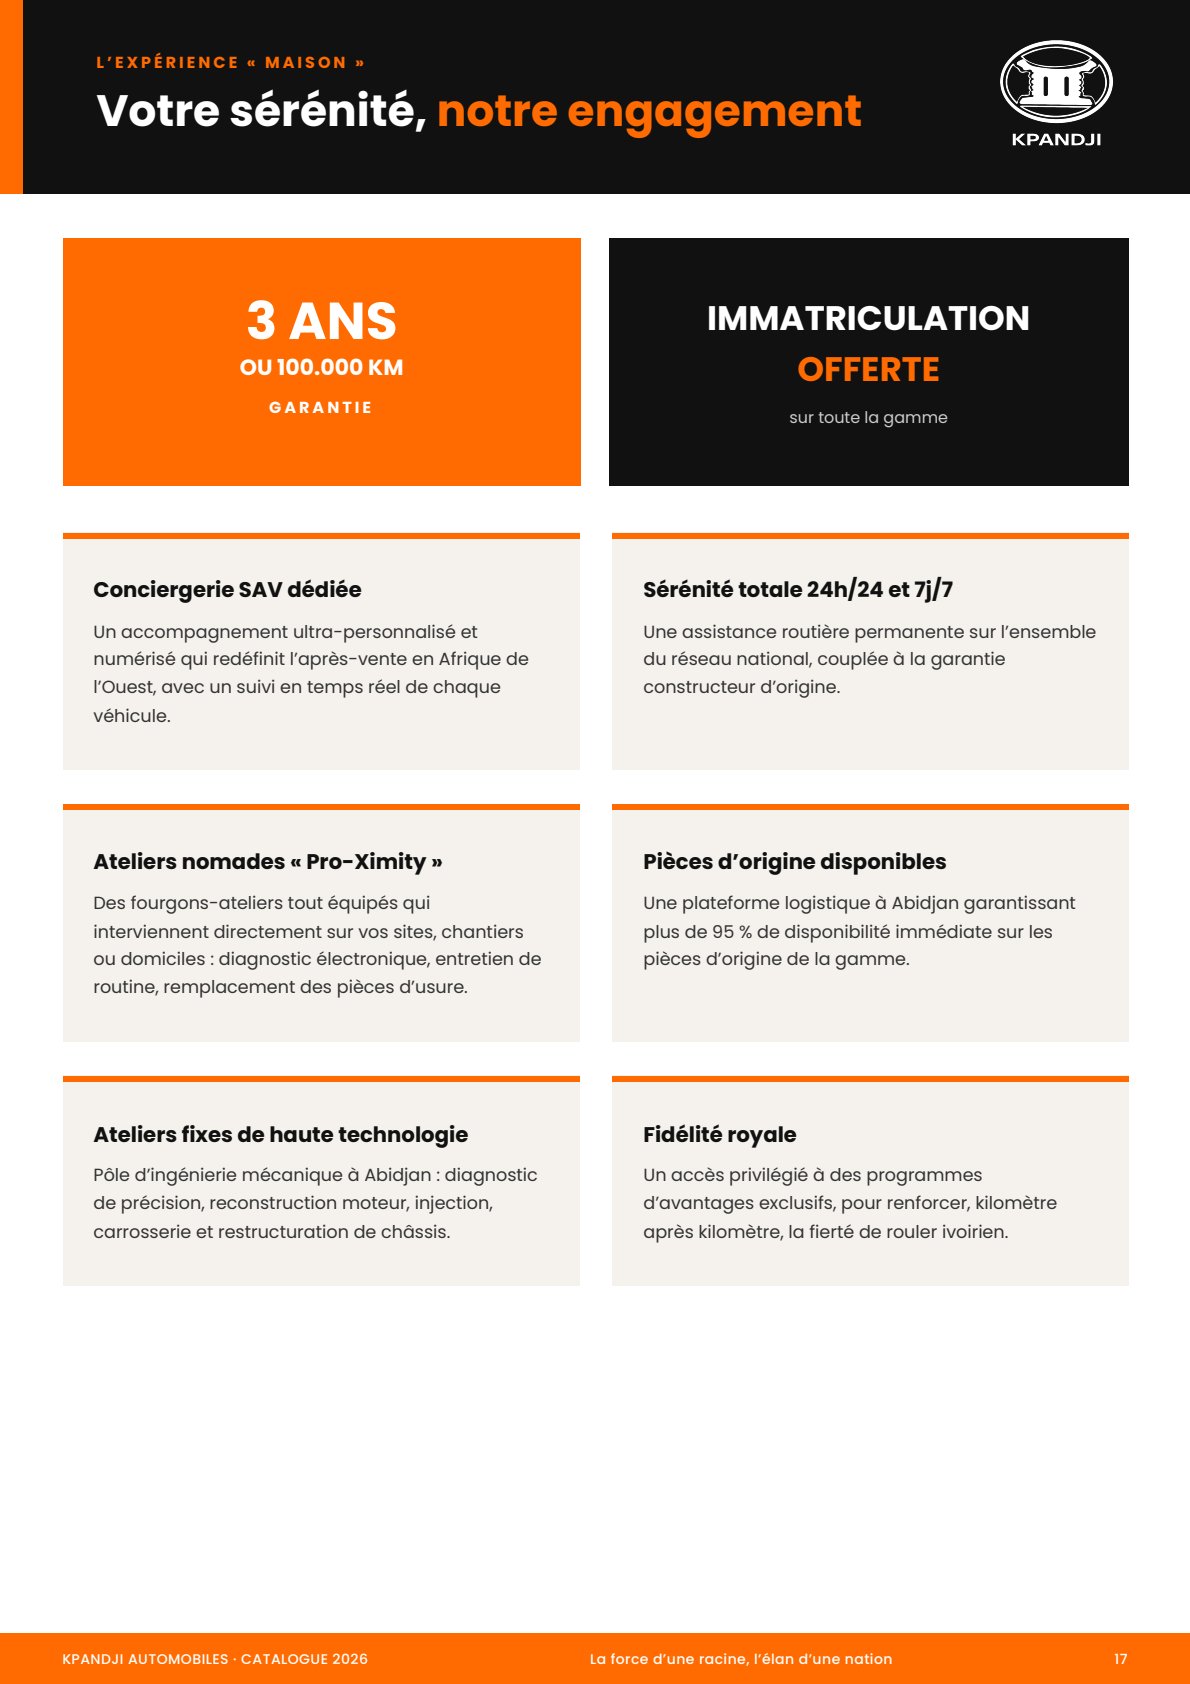 L’EXPÉRIENCE « MAISON »
Votre sérénité, notre engagement
KPANDJI
3 ANS
OU 100.000 KM
GARANTIE
IMMATRICULATION
OFFERTE
sur toute la gamme
Conciergerie SAV dédiée
Un accompagnement ultra-personnalisé et
numérisé qui redéfinit l’après-vente en Afrique de
l’Ouest, avec un suivi en temps réel de chaque
véhicule.
Sérénité totale 24h/24 et 7j/7
Une assistance routière permanente sur l’ensemble
du réseau national, couplée à la garantie
constructeur d’origine.
Ateliers nomades « Pro-Ximity »
Des fourgons-ateliers tout équipés qui
interviennent directement sur vos sites, chantiers
ou domiciles : diagnostic électronique, entretien de
routine, remplacement des pièces d’usure.
Pièces d’origine disponibles
Une plateforme logistique à Abidjan garantissant
plus de 95 % de disponibilité immédiate sur les
pièces d’origine de la gamme.
Ateliers fixes de haute technologie
Pôle d’ingénierie mécanique à Abidjan : diagnostic
de précision, reconstruction moteur, injection,
carrosserie et restructuration de châssis.
Fidélité royale
Un accès privilégié à des programmes
d’avantages exclusifs, pour renforcer, kilomètre
après kilomètre, la fierté de rouler ivoirien.
KPANDJI AUTOMOBILES · CATALOGUE 2026
La force d’une racine, l’élan d’une nation
17